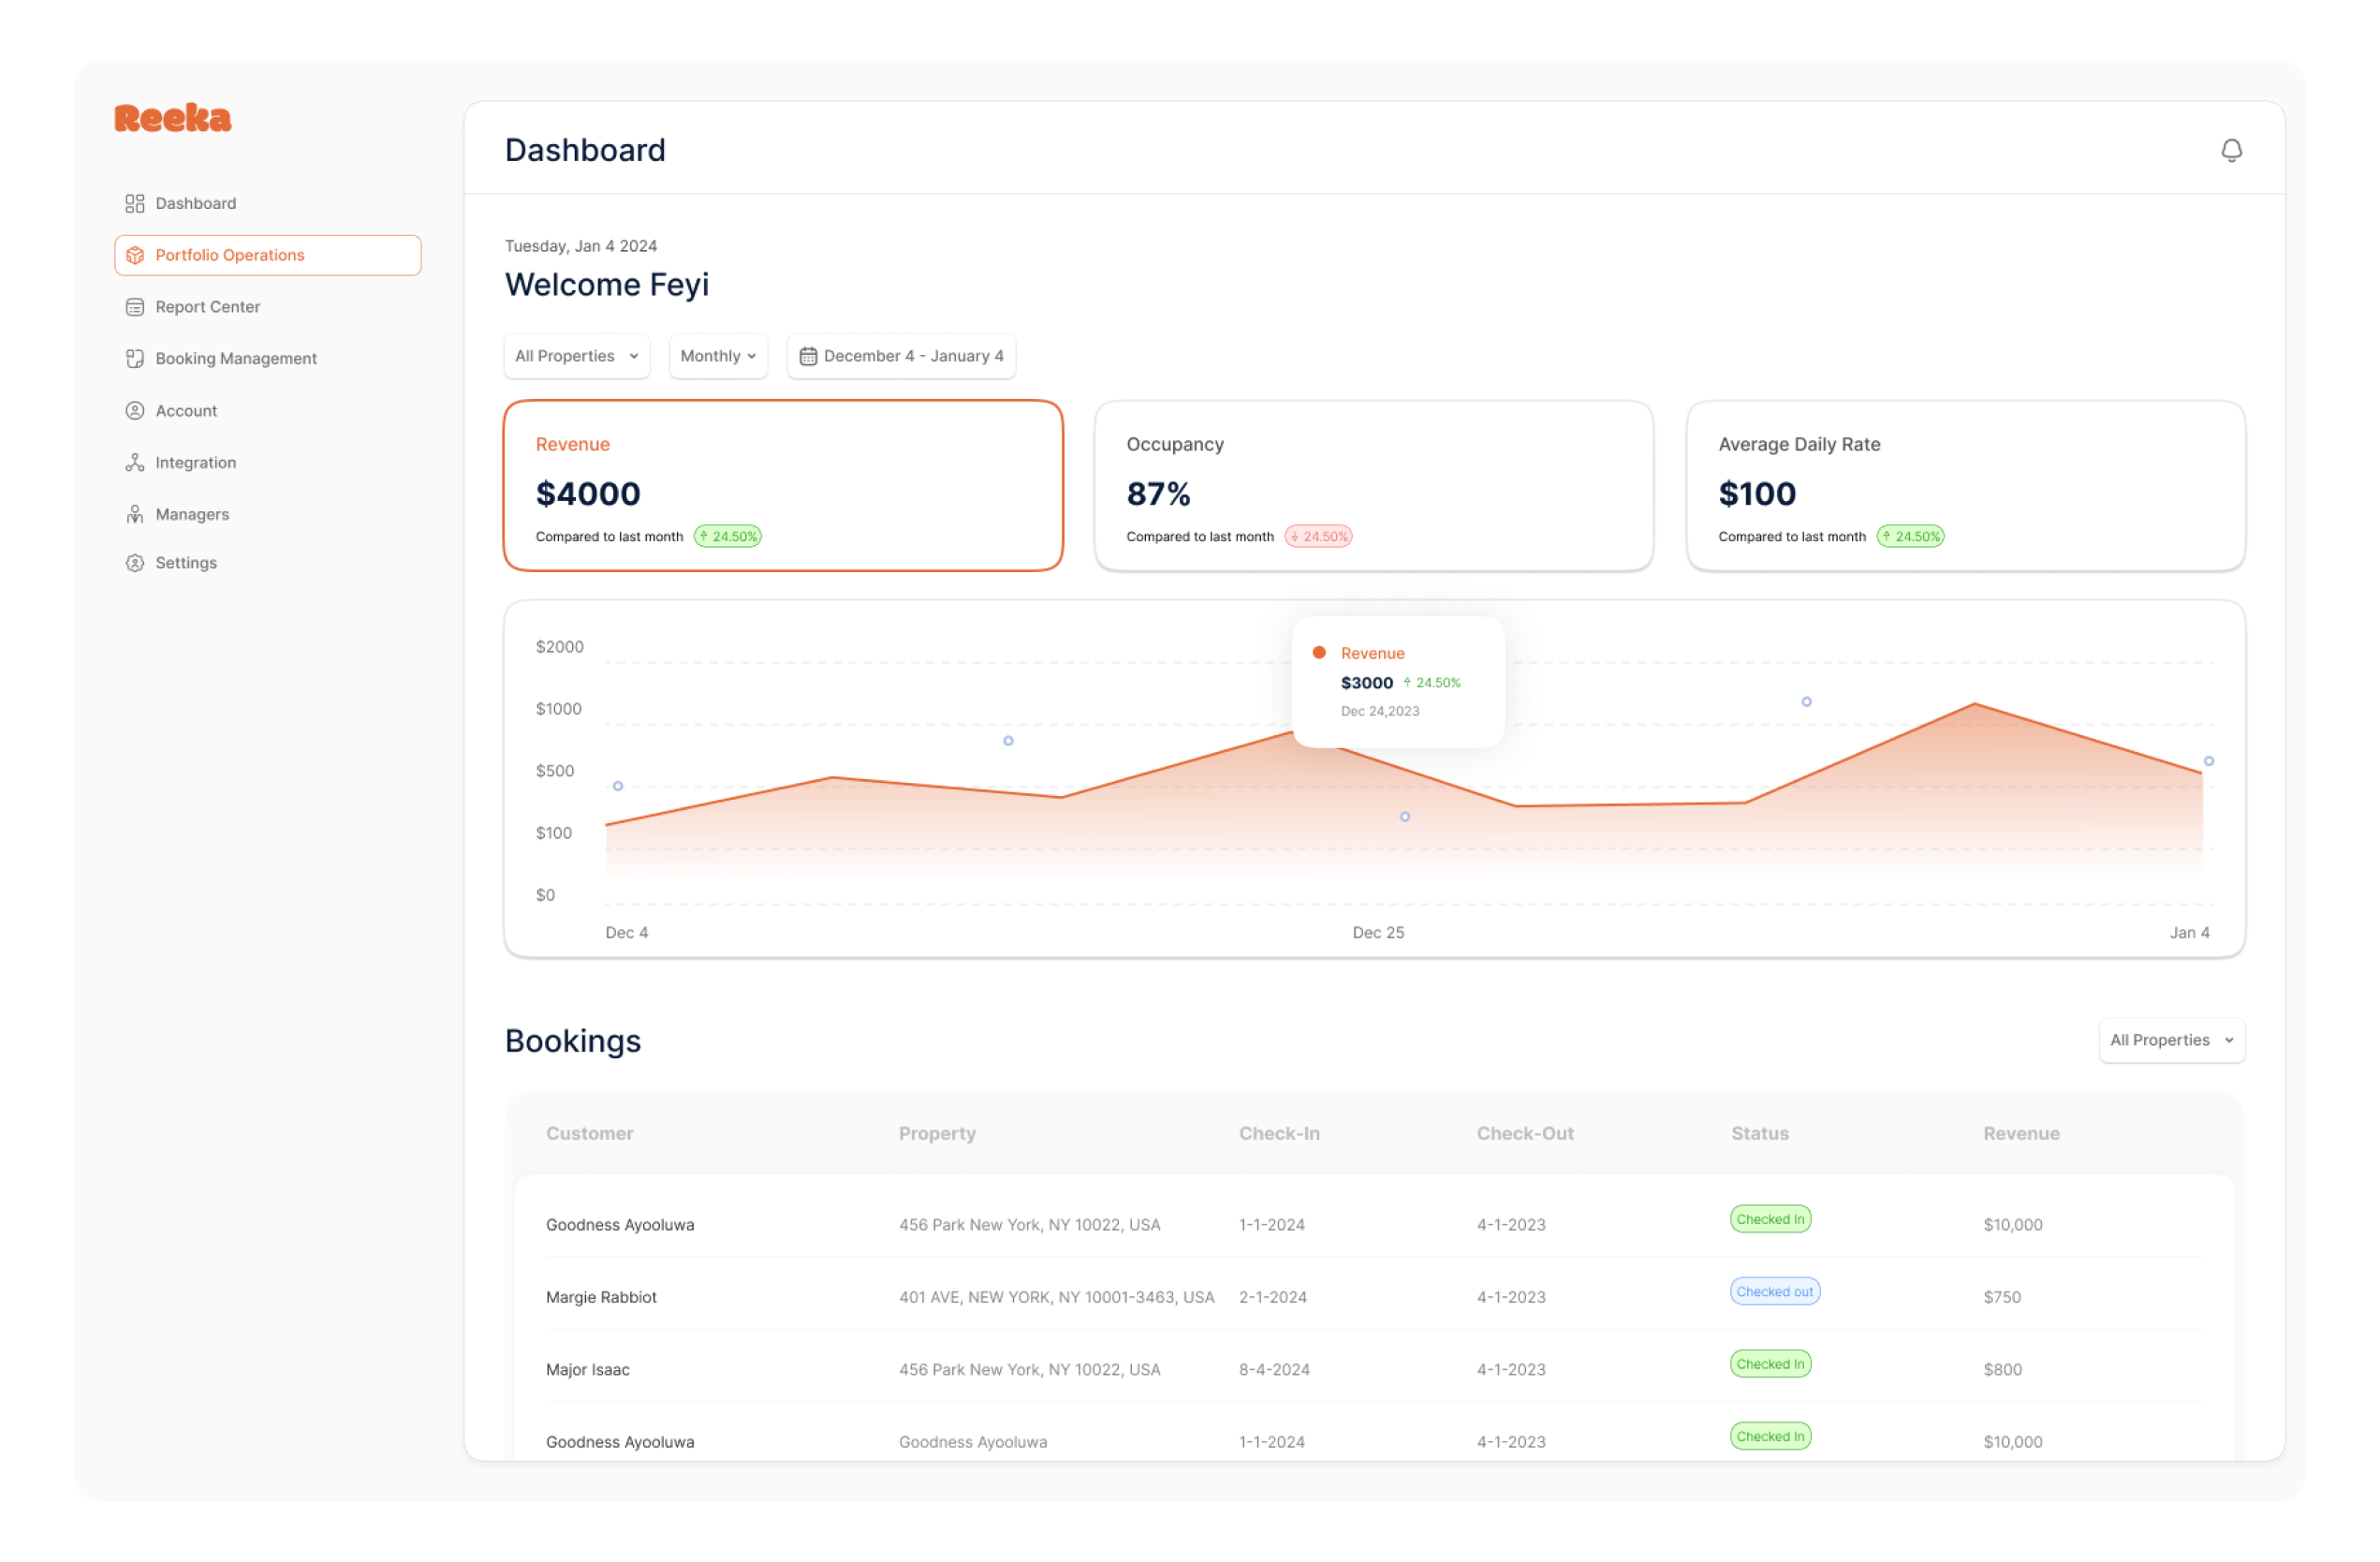 Reeka
Dashboard
Portfolio Operations
Report Center
Booking Management
Account
Integration
Managers
Settings
Dashboard
Tuesday, Jan 4 2024
Welcome Feyi
All Properties
Monthly
December 4 - January 4
Revenue
$4000
Compared to last month 24.50%
Occupancy
87%
Compared to last month 24.50%
Average Daily Rate
$100
Compared to last month 24.50%
$2000
$1000
$500
$100
$0
Revenue
$3000 24.50%
Dec 24,2023
Dec 4 Dec 25 Jan 4
Bookings
All Properties
Customer Property Check-In Check-Out Status Revenue
Goodness Ayooluwa 456 Park New York, NY 10022, USA 1-1-2024 4-1-2023 Checked In $10,000
Margie Rabbiot 401 AVE, NEW YORK, NY 10001-3463, USA 2-1-2024 4-1-2023 Checked out $750
Major Isaac 456 Park New York, NY 10022, USA 8-4-2024 4-1-2023 Checked In $800
Goodness Ayooluwa Goodness Ayooluwa 1-1-2024 4-1-2023 Checked In $10,000